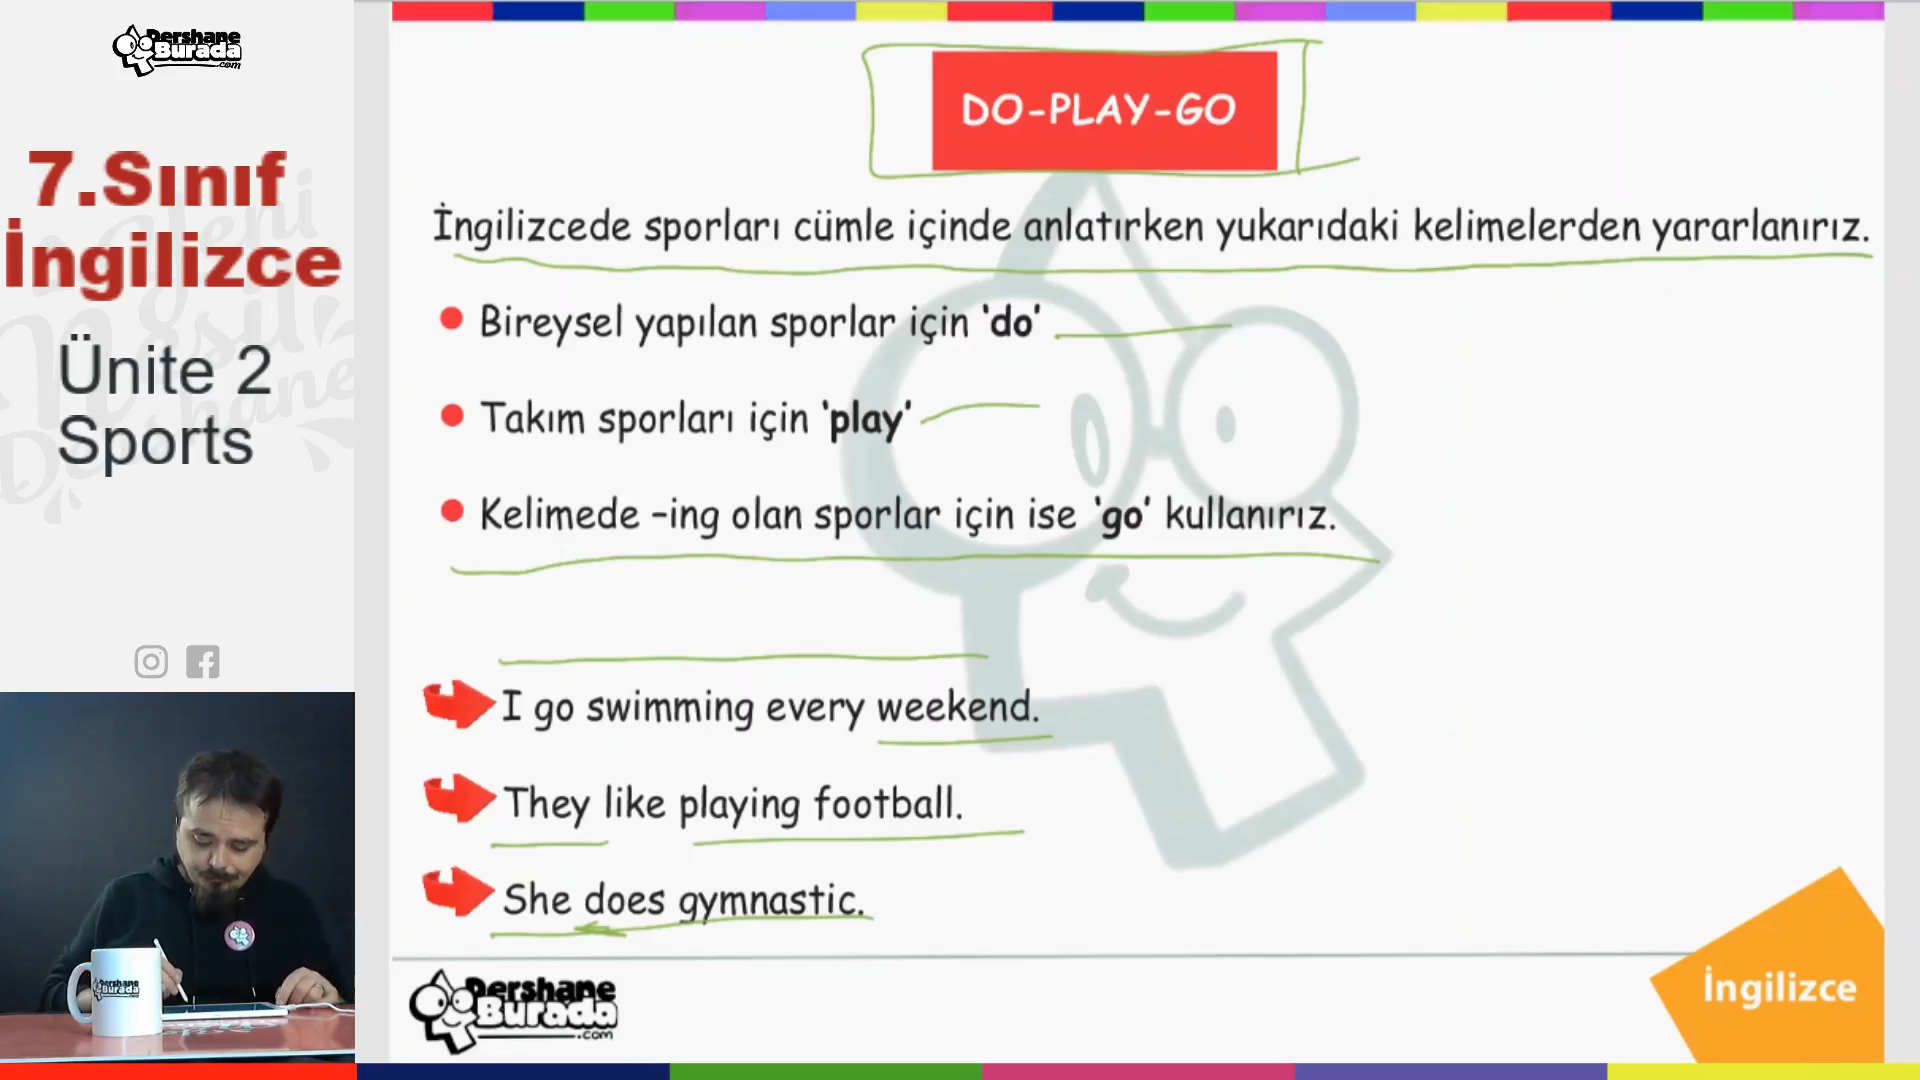 Dershane
Burada
.com
7.Sınıf
İngilizce
Ünite 2
Sports
DO-PLAY-GO
İngilizcede sporları cümle içinde anlatırken yukarıdaki kelimelerden yararlanırız.
Bireysel yapılan sporlar için ‘do’
Takım sporları için ‘play’
Kelimede –ing olan sporlar için ise ‘go’ kullanırız.
I go swimming every weekend.
They like playing football.
She does gymnastic.
Dershane
Burada
Dershane
Burada
.com
İngilizce